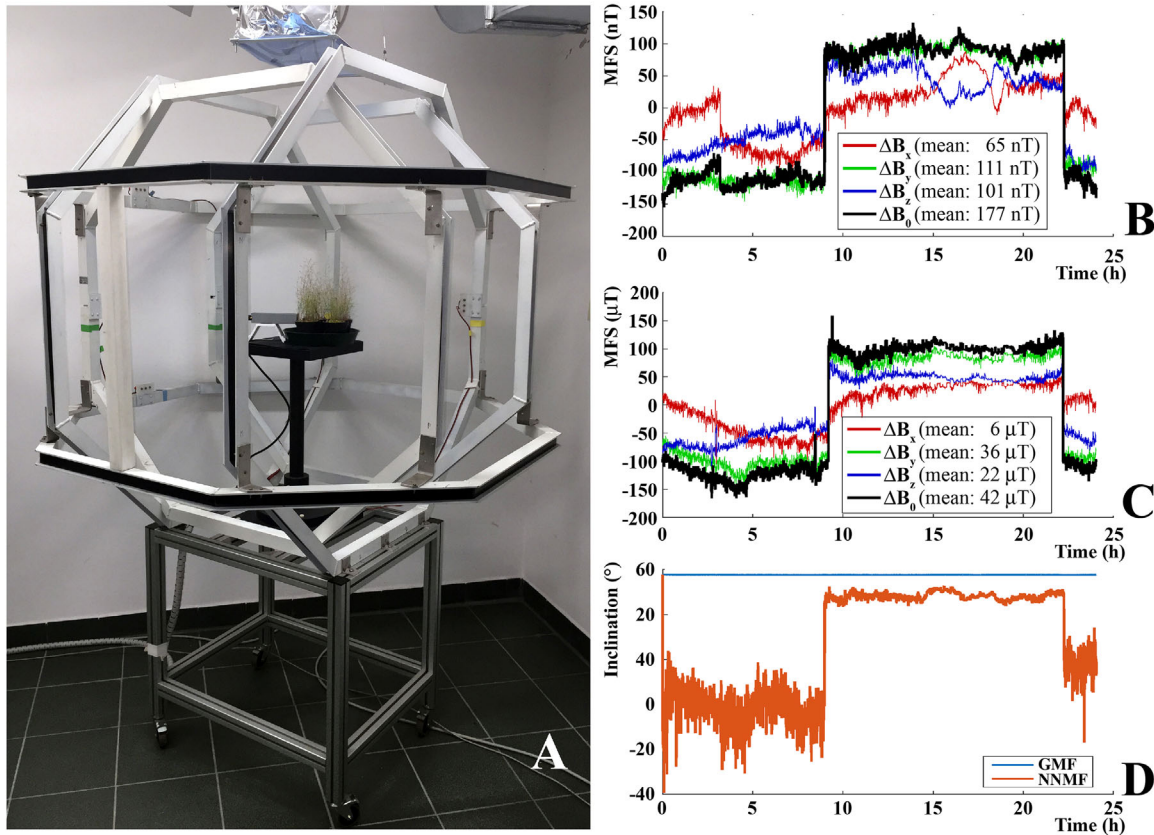 A
MFS (nT)
150
100
50
0
-50
-100
-150
-200
ΔBx (mean: 65 nT)
ΔBy (mean: 111 nT)
ΔBz (mean: 101 nT)
ΔB0 (mean: 177 nT)
B
0 5 10 15 20 25
Time (h)
MFS (μT)
200
150
100
50
0
-50
-100
-150
-200
ΔBx (mean: 6 μT)
ΔBy (mean: 36 μT)
ΔBz (mean: 22 μT)
ΔB0 (mean: 42 μT)
C
0 5 10 15 20 25
Time (h)
Inclination (°)
60
20
40
0
-20
-40
GMF
NNMF
D
0 5 10 15 20 25
Time (h)